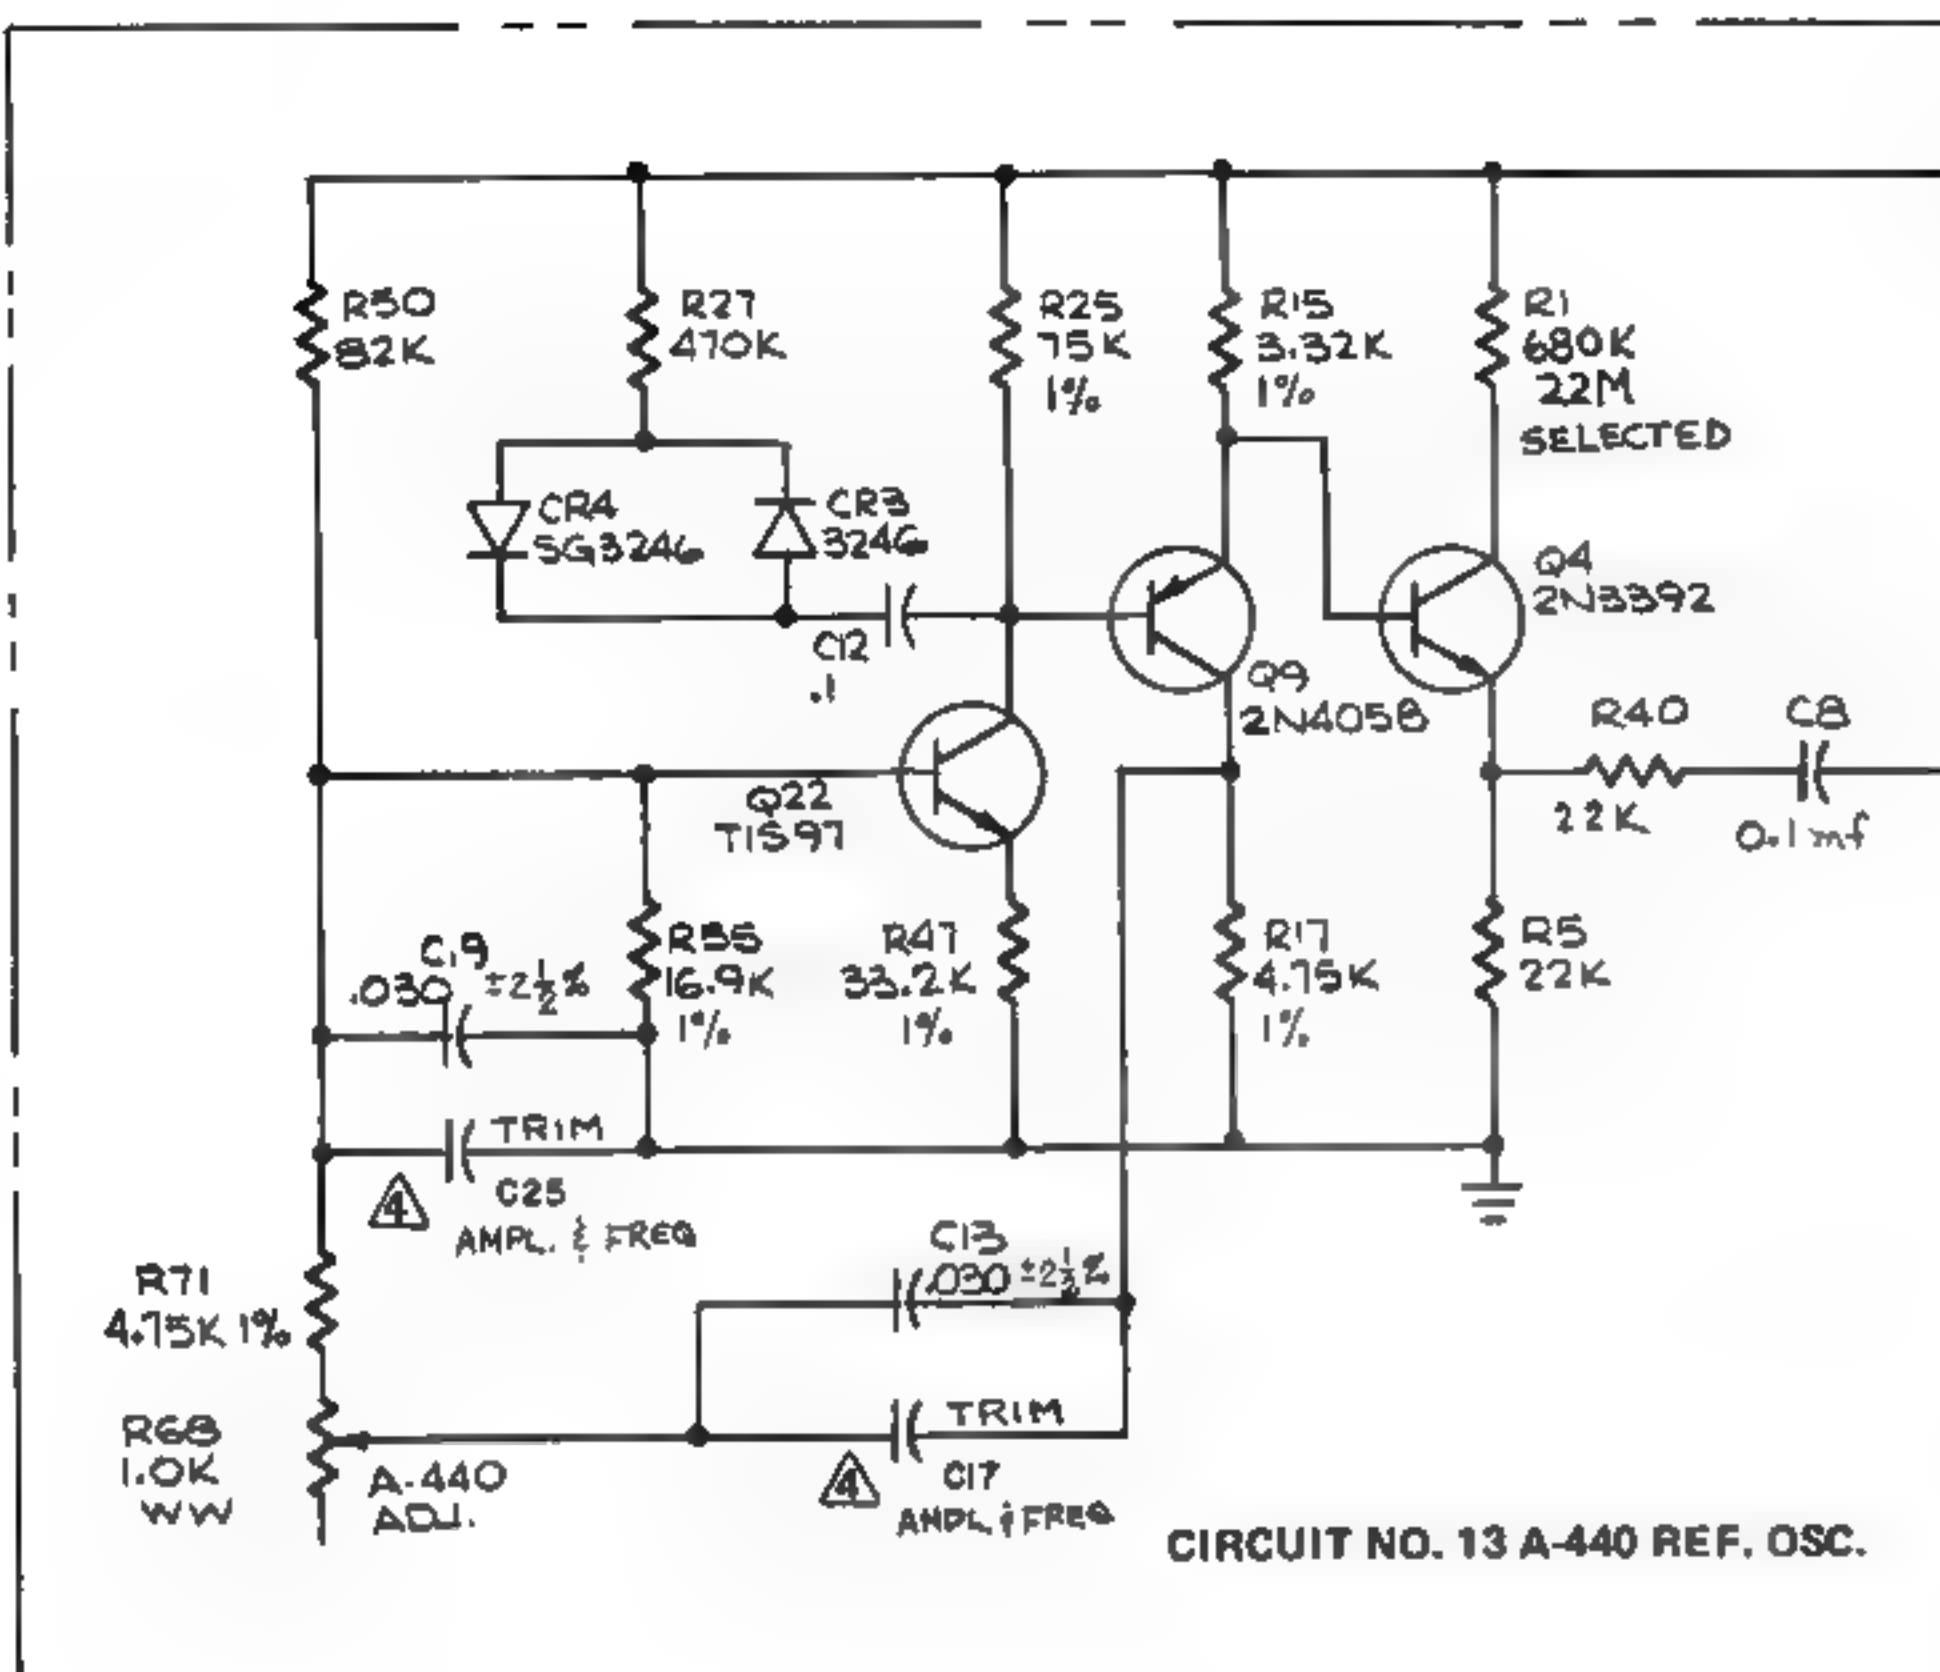 R50
82K
R27
470K
R25
75K
1%
R15
3.32K
1%
R1
680K
22M
SELECTED
CR4
SG3246
CR3
3246
C12
.1
Q4
2N3392
Q9
2N4058
R40
22K
C8
0.1mf
Q22
TIS97
C19
.030 ±2½%
R55
16.9K
1%
R47
33.2K
1%
R17
4.75K
1%
R5
22K
TRIM
4
C25
AMPL. & FREQ
R71
4.75K 1%
C13
.030 ±2½%
R68
1.0K
WW
A-440
ADJ.
TRIM
4
C17
AMPL. & FREQ
CIRCUIT NO. 13 A-440 REF. OSC.